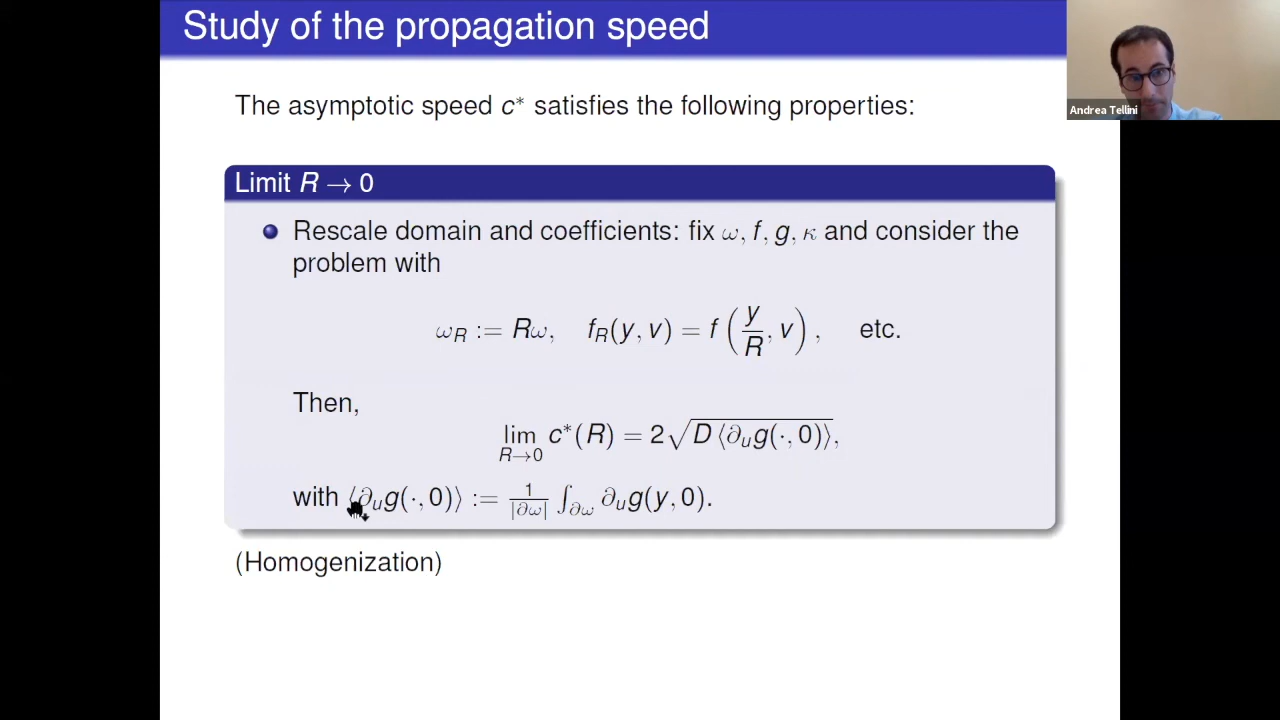 Study of the propagation speed
Andrea Tellini
The asymptotic speed c* satisfies the following properties:
Limit R → 0
Rescale domain and coefficients: fix ω, f, g, κ and consider the
problem with
ω_R := Rω, f_R(y, v) = f(y/R, v), etc.
Then,
lim_{R→0} c*(R) = 2√(D⟨∂_u g(·, 0)⟩),
with ⟨∂_u g(·, 0)⟩ := 1/|∂ω| ∫_{∂ω} ∂_u g(y, 0).
(Homogenization)